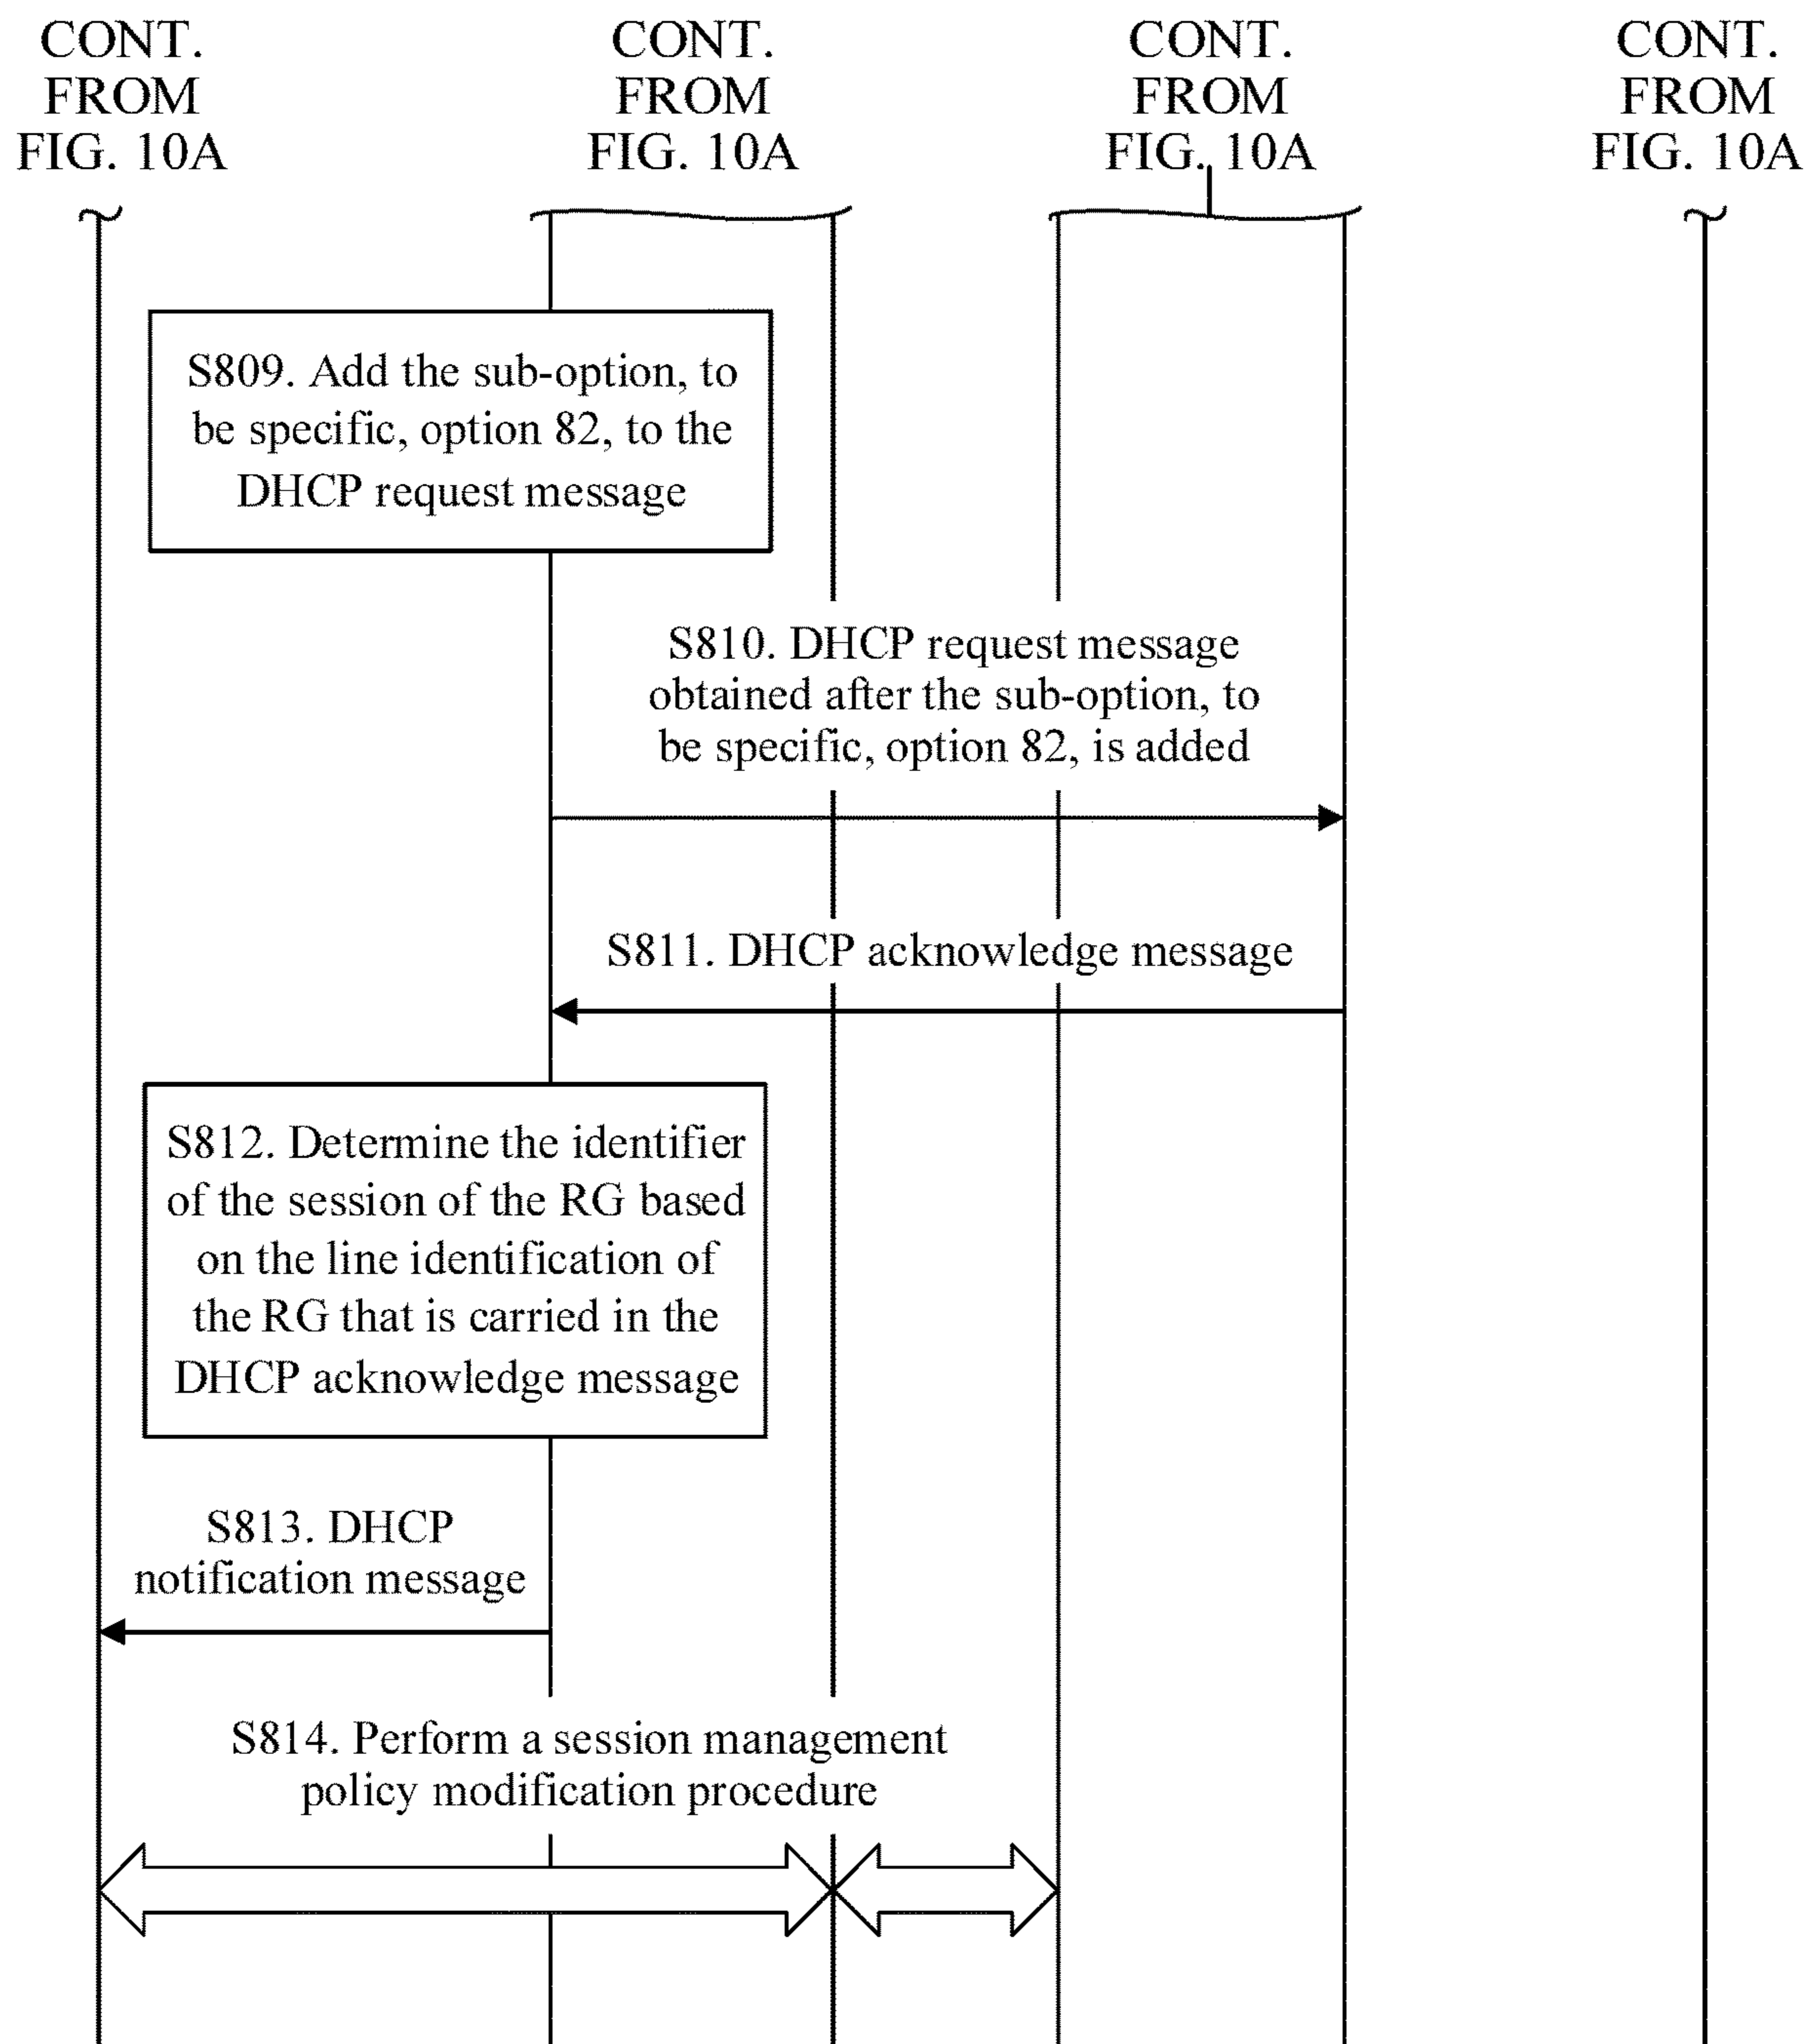 CONT.
FROM
FIG. 10A
CONT.
FROM
FIG. 10A
CONT.
FROM
FIG. 10A
CONT.
FROM
FIG. 10A
S809. Add the sub-option, to
be specific, option 82, to the
DHCP request message
S810. DHCP request message
obtained after the sub-option, to
be specific, option 82, is added
S811. DHCP acknowledge message
S812. Determine the identifier
of the session of the RG based
on the line identification of
the RG that is carried in the
DHCP acknowledge message
S813. DHCP
notification message
S814. Perform a session management
policy modification procedure